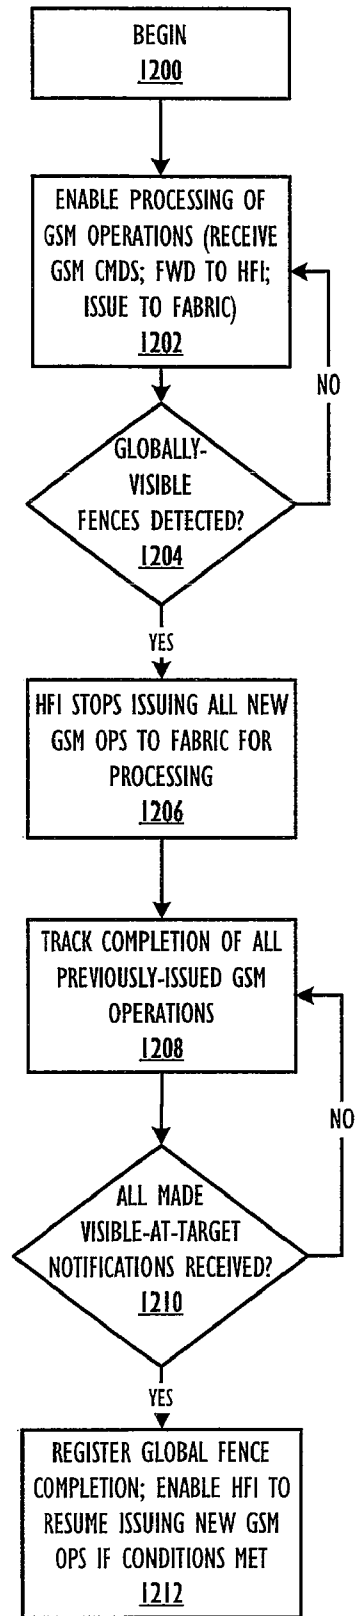 BEGIN
1200
ENABLE PROCESSING OF
GSM OPERATIONS (RECEIVE
GSM CMDS; FWD TO HFI;
ISSUE TO FABRIC)
1202
NO
GLOBALLY-
VISIBLE
FENCES DETECTED?
1204
YES
HFI STOPS ISSUING ALL NEW
GSM OPS TO FABRIC FOR
PROCESSING
1206
TRACK COMPLETION OF ALL
PREVIOUSLY-ISSUED GSM
OPERATIONS
1208
NO
ALL MADE
VISIBLE-AT-TARGET
NOTIFICATIONS RECEIVED?
1210
YES
REGISTER GLOBAL FENCE
COMPLETION; ENABLE HFI TO
RESUME ISSUING NEW GSM
OPS IF CONDITIONS MET
1212